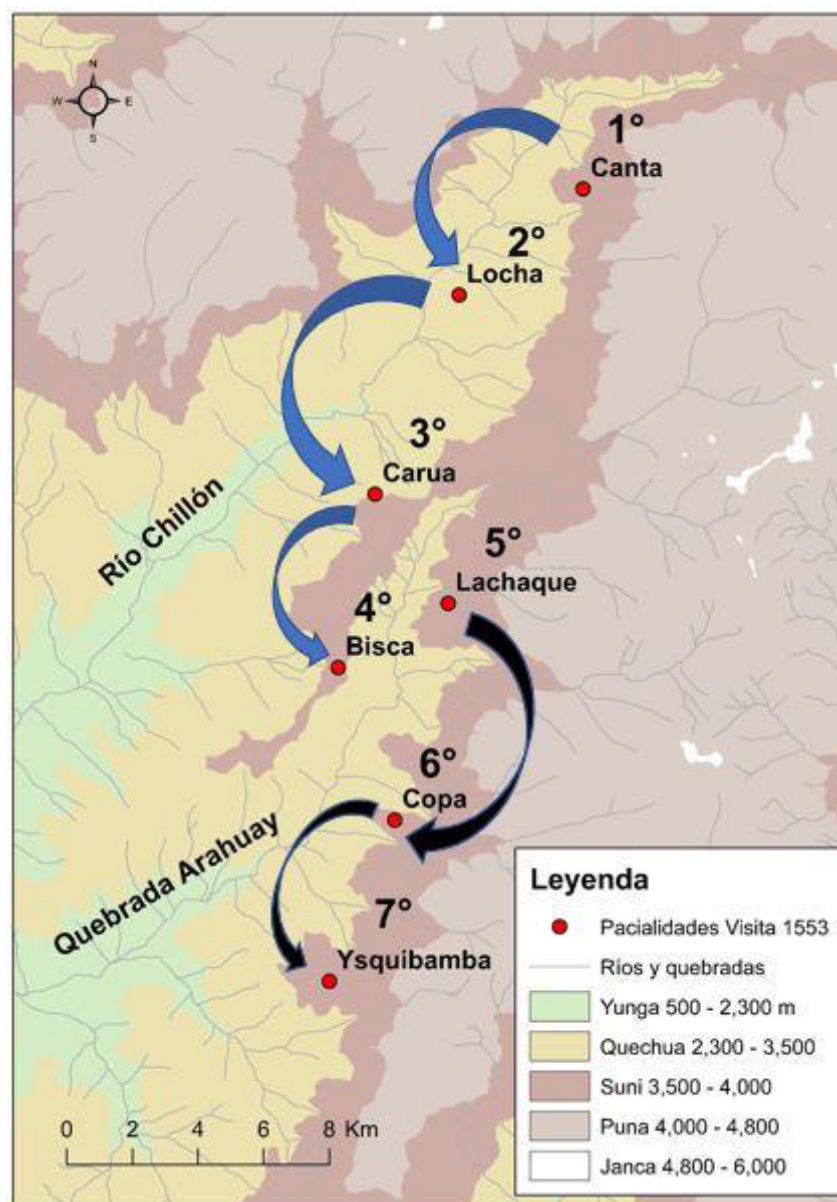 N
W E
S
1°
Canta
2°
Locha
3°
Carua
Río Chillón
5°
Lachaque
4°
Bisca
6°
Copa
Quebrada Arahuay
7°
Ysquibamba
Leyenda
Pacialidades Visita 1553
Ríos y quebradas
Yunga 500 - 2,300 m
Quechua 2,300 - 3,500
Suni 3,500 - 4,000
Puna 4,000 - 4,800
Janca 4,800 - 6,000
0 2 4 6 8 Km